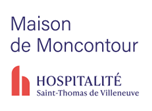 Maison
de Moncontour
HOSPITALITÉ
Saint-Thomas de Villeneuve